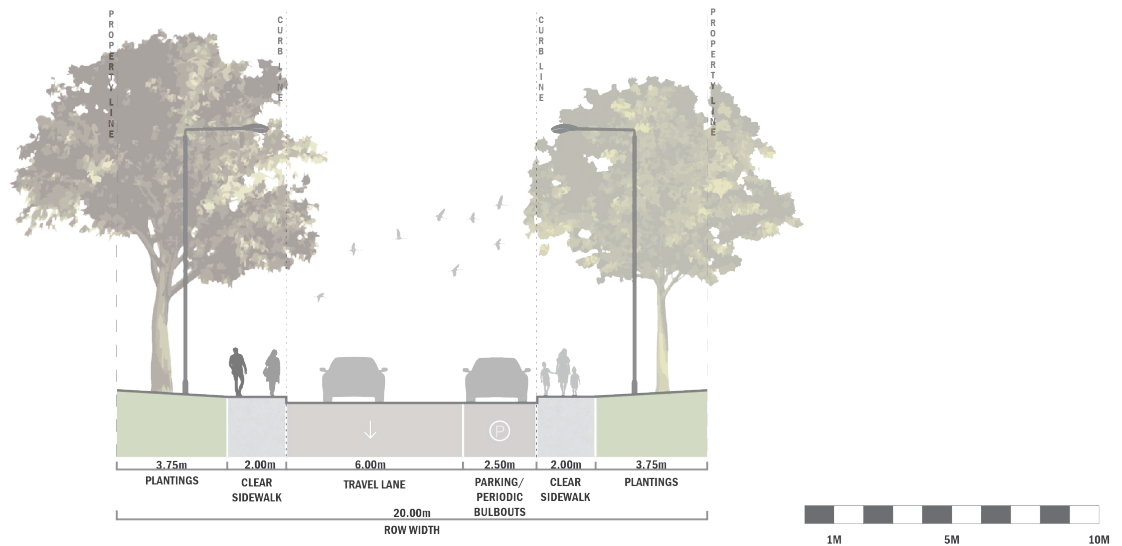 PROPERTY LINE
CURB LINE
CURB LINE
PROPERTY LINE
P
3.75m
2.00m
6.00m
2.50m
2.00m
3.75m
PLANTINGS
CLEAR
SIDEWALK
TRAVEL LANE
PARKING/
PERIODIC
BULBOUTS
CLEAR
SIDEWALK
PLANTINGS
20.00m
ROW WIDTH
1M
5M
10M